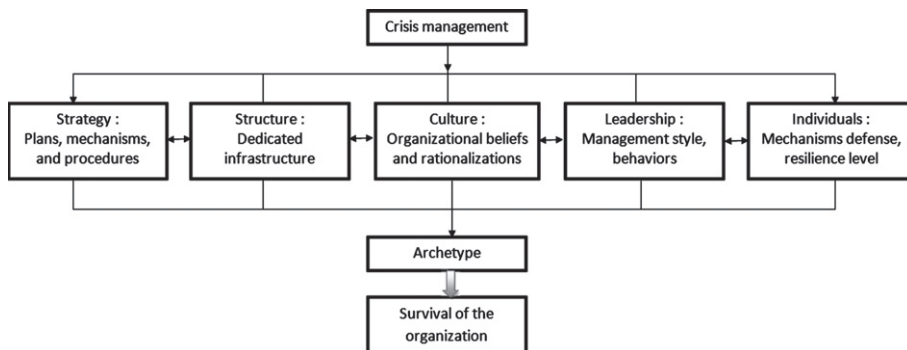 Crisis management
Strategy :
Plans, mechanisms,
and procedures
Structure :
Dedicated
infrastructure
Culture :
Organizational beliefs
and rationalizations
Leadership :
Management style,
behaviors
Individuals :
Mechanisms defense,
resilience level
Archetype
Survival of the
organization